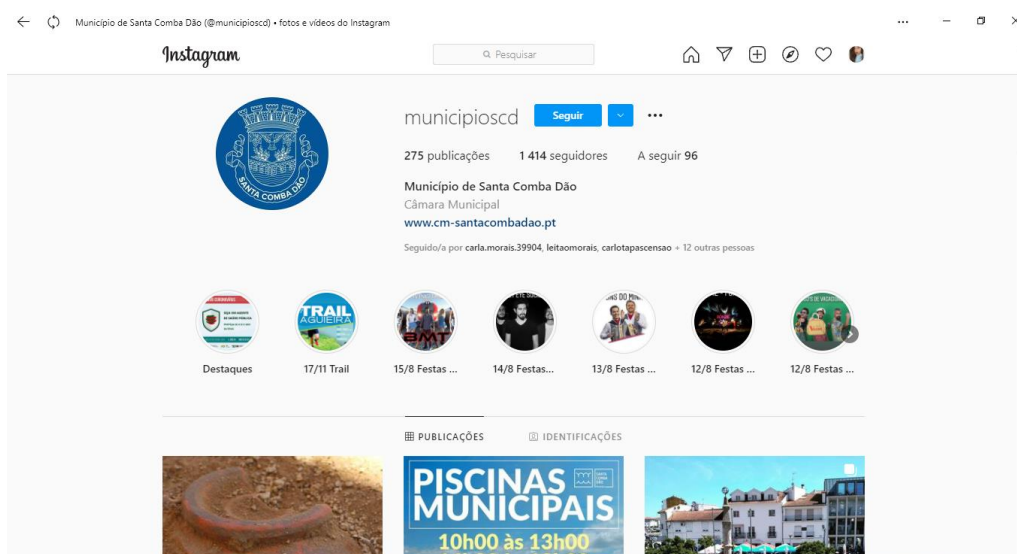 Município de Santa Comba Dão (@municipioscd) • fotos e vídeos do Instagram
Instagram
Pesquisar
municipioscd Seguir
275 publicações 1 414 seguidores A seguir 96
Município de Santa Comba Dão
Câmara Municipal
www.cm-santacombadao.pt
Seguido/a por carla.morais.39904, leitaomorais, carlotapascensao + 12 outras pessoas
SANTA COMBA DÃO
TRAIL
AGUIEIRA
BMT
Destaques 17/11 Trail 15/8 Festas ... 14/8 Festas... 13/8 Festas ... 12/8 Festas ... 12/8 Festas ...
PUBLICAÇÕES IDENTIFICAÇÕES
PISCINAS
MUNICIPAIS
10h00 às 13h00